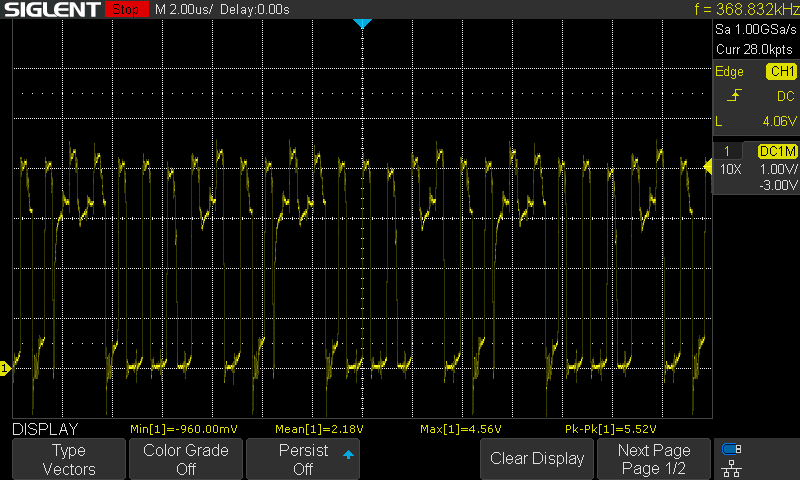 SIGLENT Stop M 2.00us/ Delay:0.00s f = 368.832kHz
Sa 1.00GSa/s
Curr 28.0kpts
Edge CH1
DC
L 4.06V
1 DC1M
10X 1.00V/
-3.00V
1
DISPLAY Min[1]=-960.00mV Mean[1]=2.18V Max[1]=4.56V Pk-Pk[1]=5.52V
Type Color Grade Persist Clear Display Next Page
Vectors Off Off Page 1/2